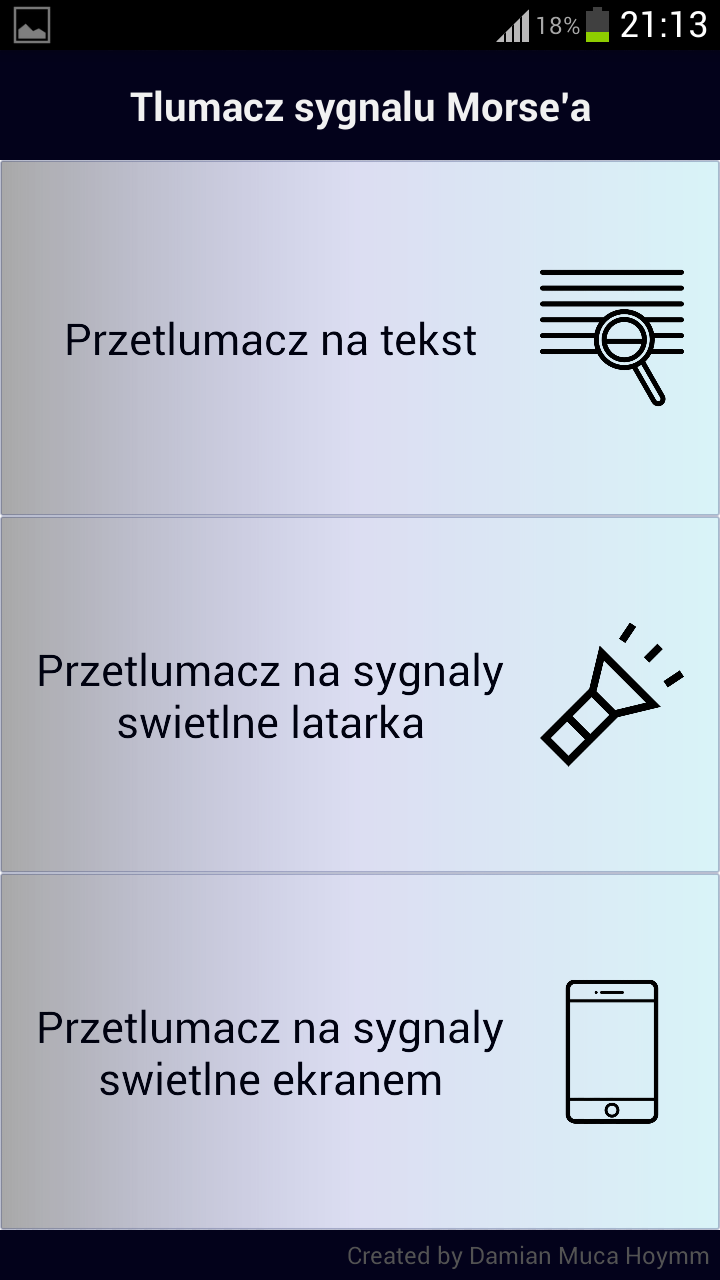 18% 21:13
Tlumacz sygnalu Morse'a
Przetlumacz na tekst
Przetlumacz na sygnaly
swietlne latarka
Przetlumacz na sygnaly
swietlne ekranem
Created by Damian Muca Hoymm